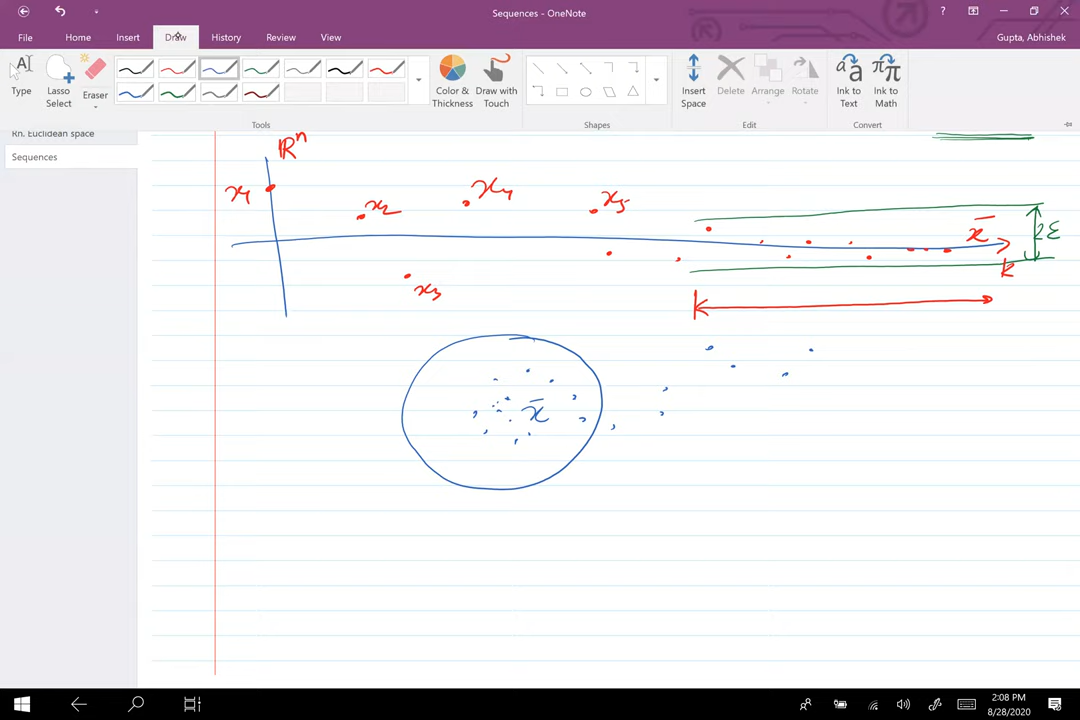 Sequences - OneNote
?
File Home Insert Draw History Review View Gupta, Abhishek
Type Lasso Select Eraser Color & Thickness Draw with Touch Insert Space Delete Arrange Rotate Ink to Text Ink to Math
Tools Shapes Edit Convert
Rn. Euclidean space
Sequences
ℝⁿ
x₁
x₂
x₄
x₅
x₃
x̄
2ε
k
K
x̄
2:08 PM
8/28/2020